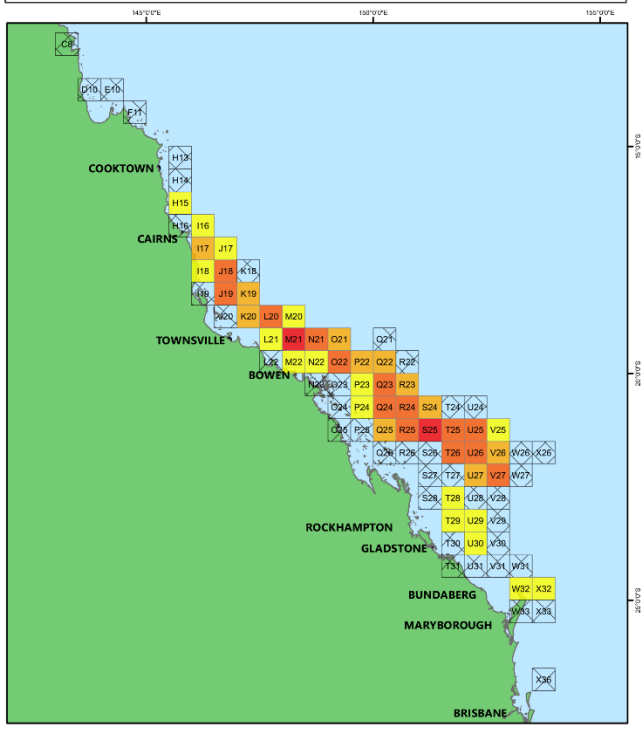 145°0'0"E 150°0'0"E 155°0'0"E
C8
D10 E10
F11
H13
15°0'0"S
COOKTOWN
H14
H15
H16 I16
CAIRNS
I17 J17
I18 J18 K18
I19 J19 K19
J20 K20 L20 M20
TOWNSVILLE L21 M21 N21 O21 Q21
L22 M22 N22 O22 P22 Q22 R22
20°0'0"S
BOWEN
N23 O23 P23 Q23 R23
O24 P24 Q24 R24 S24 T24 U24
O25 P25 Q25 R25 S25 T25 U25 V25
Q26 R26 S26 T26 U26 V26 W26 X26
S27 T27 U27 V27 W27
S28 T28 U28 V28
T29 U29 V29
ROCKHAMPTON
T30 U30 V30
GLADSTONE
T31 U31 V31 W31
BUNDABERG W32 X32
25°0'0"S
W33 X33
MARYBOROUGH
X36
BRISBANE